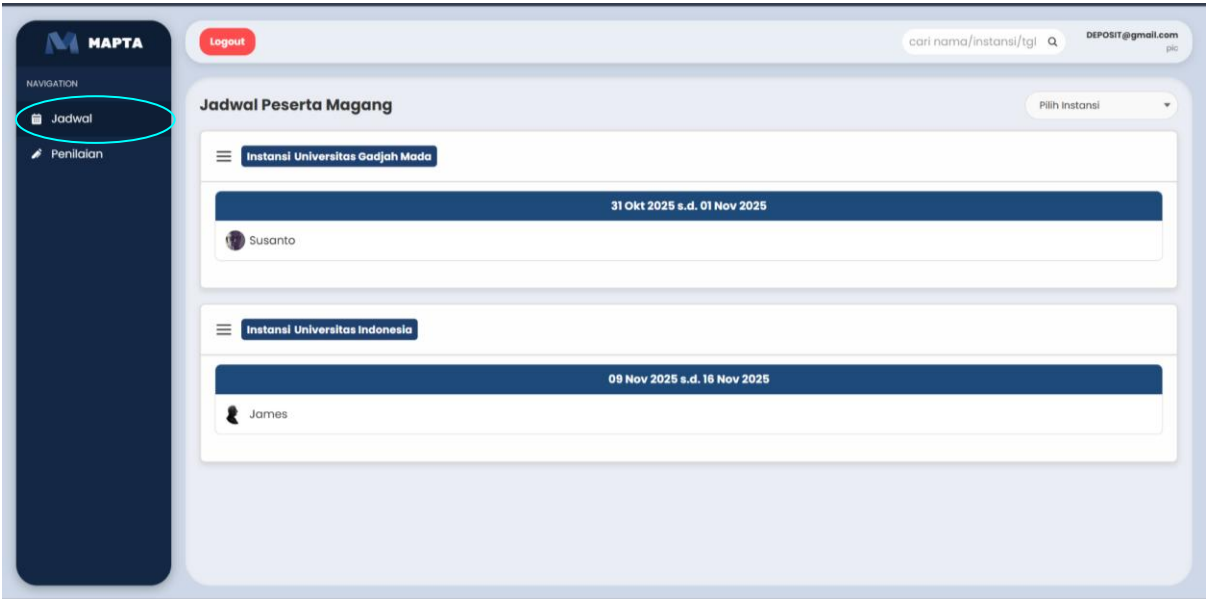 MAPTA
NAVIGATION
Jadwal
Penilaian
Logout
cari nama/instansi/tgl
DEPOSIT@gmail.com
pic
Jadwal Peserta Magang
Pilih Instansi
Instansi Universitas Gadjah Mada
31 Okt 2025 s.d. 01 Nov 2025
Susanto
Instansi Universitas Indonesia
09 Nov 2025 s.d. 16 Nov 2025
James